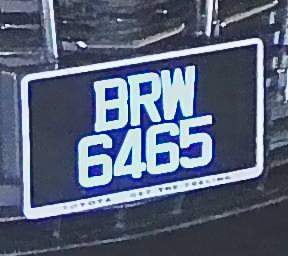 BRW
6465
TOYOTA GET THE FEELING